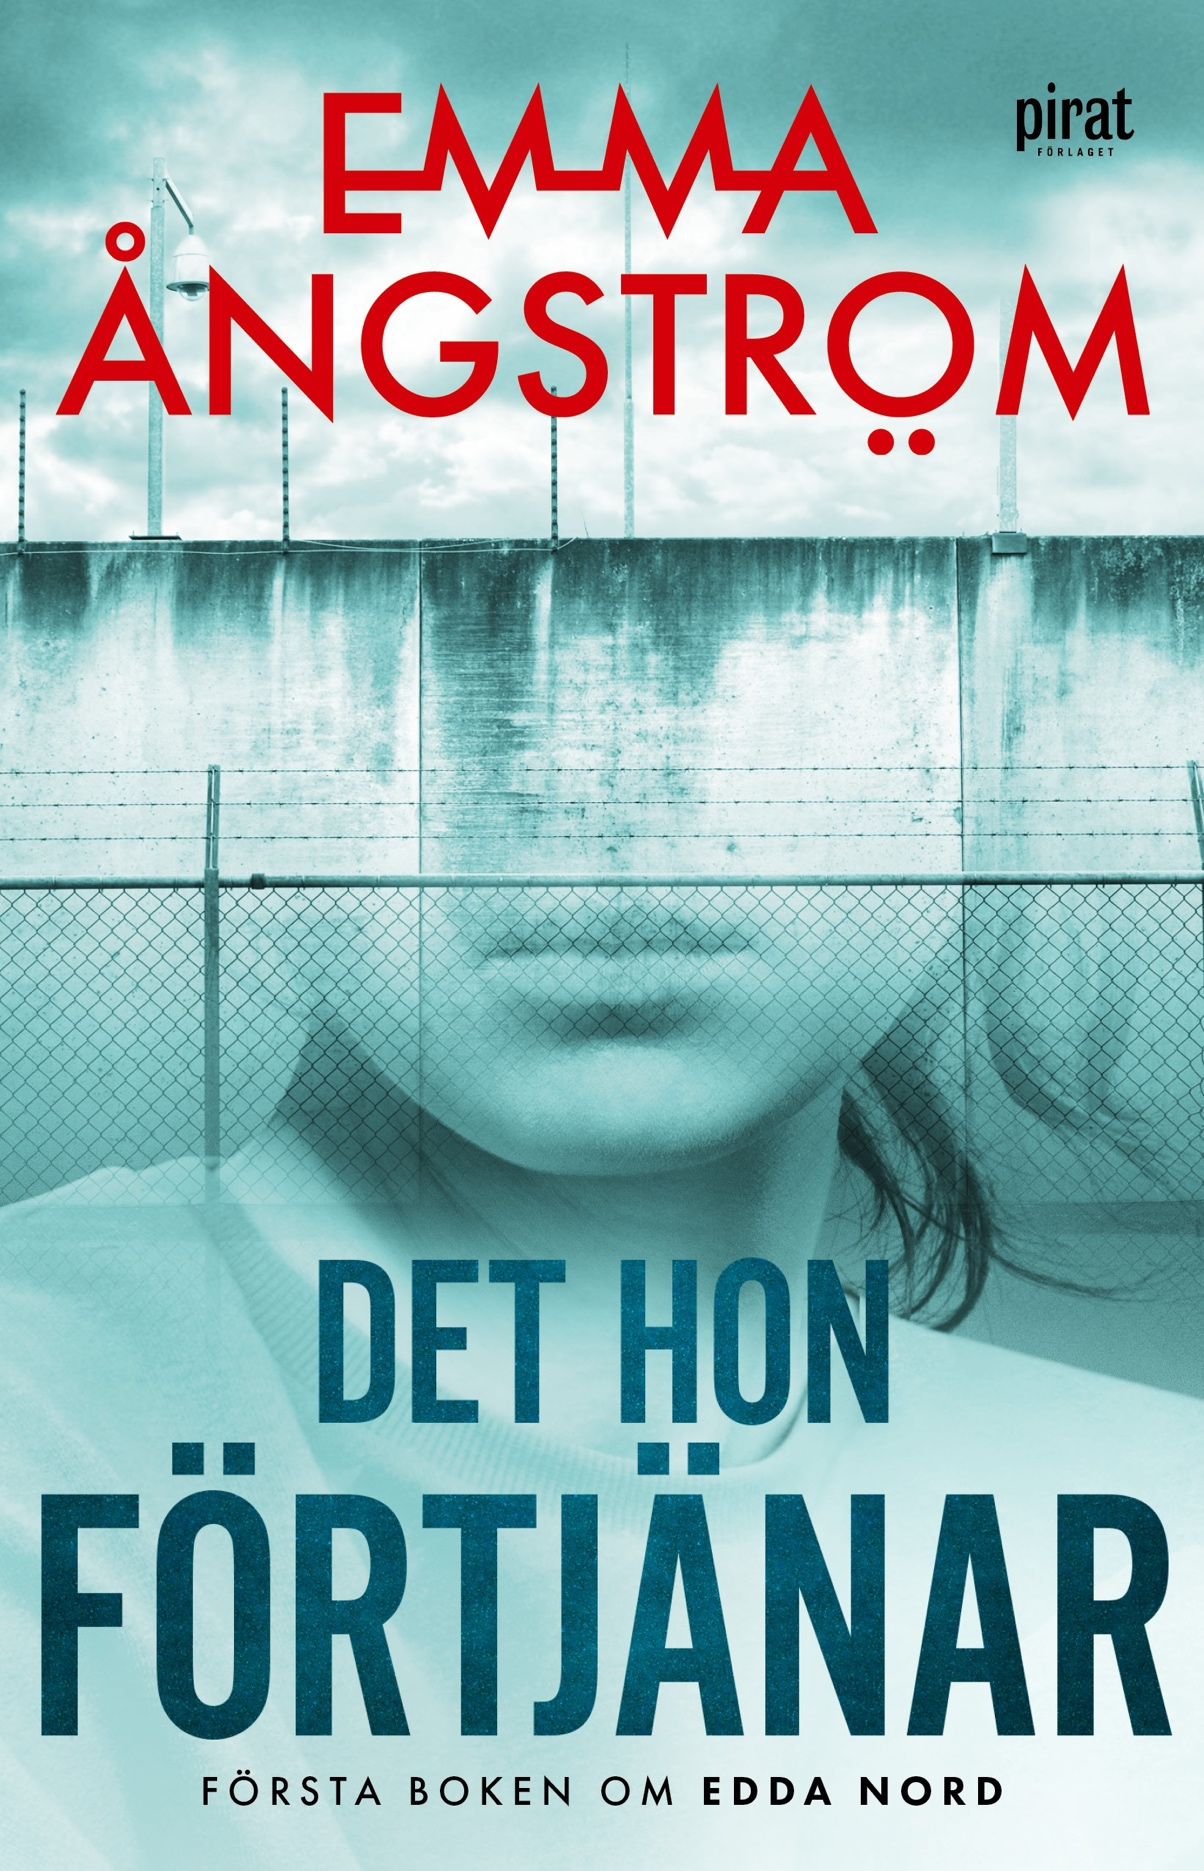 EMMA
pirat
FÖRLAGET
ÅNGSTRÖM
DET HON
FÖRTJÄNAR
FÖRSTA BOKEN OM EDDA NORD